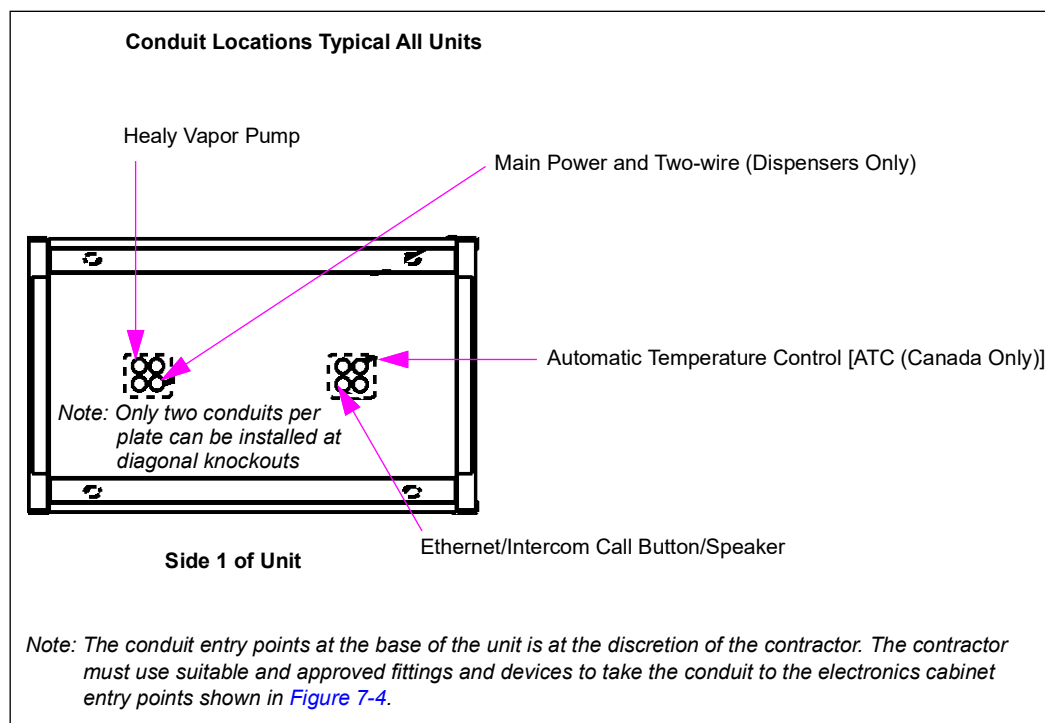 Conduit Locations Typical All Units
Healy Vapor Pump
Main Power and Two-wire (Dispensers Only)
Automatic Temperature Control [ATC (Canada Only)]
Note: Only two conduits per
plate can be installed at
diagonal knockouts
Ethernet/Intercom Call Button/Speaker
Side 1 of Unit
Note: The conduit entry points at the base of the unit is at the discretion of the contractor. The contractor
must use suitable and approved fittings and devices to take the conduit to the electronics cabinet
entry points shown in Figure 7-4.